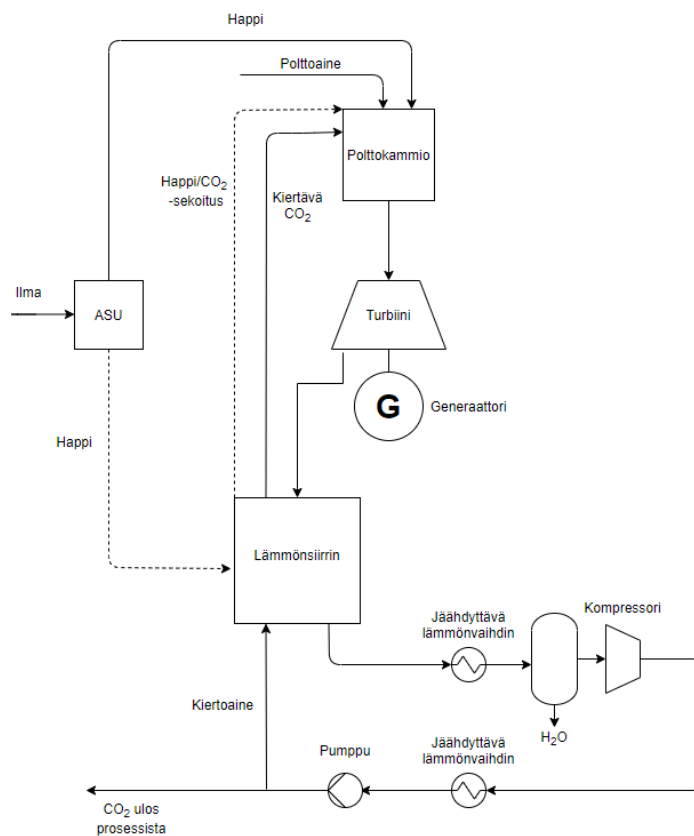 Happi
Polttoaine
Polttokammio
Happi/CO₂
-sekoitus
Kiertävä
CO₂
Ilma
ASU
Turbiini
G
Generaattori
Happi
Lämmönsiirrin
Jäähdyttävä
lämmönvaihdin
Kompressori
Kiertoaine
H₂O
Pumppu
Jäähdyttävä
lämmönvaihdin
CO₂ ulos
prosessista